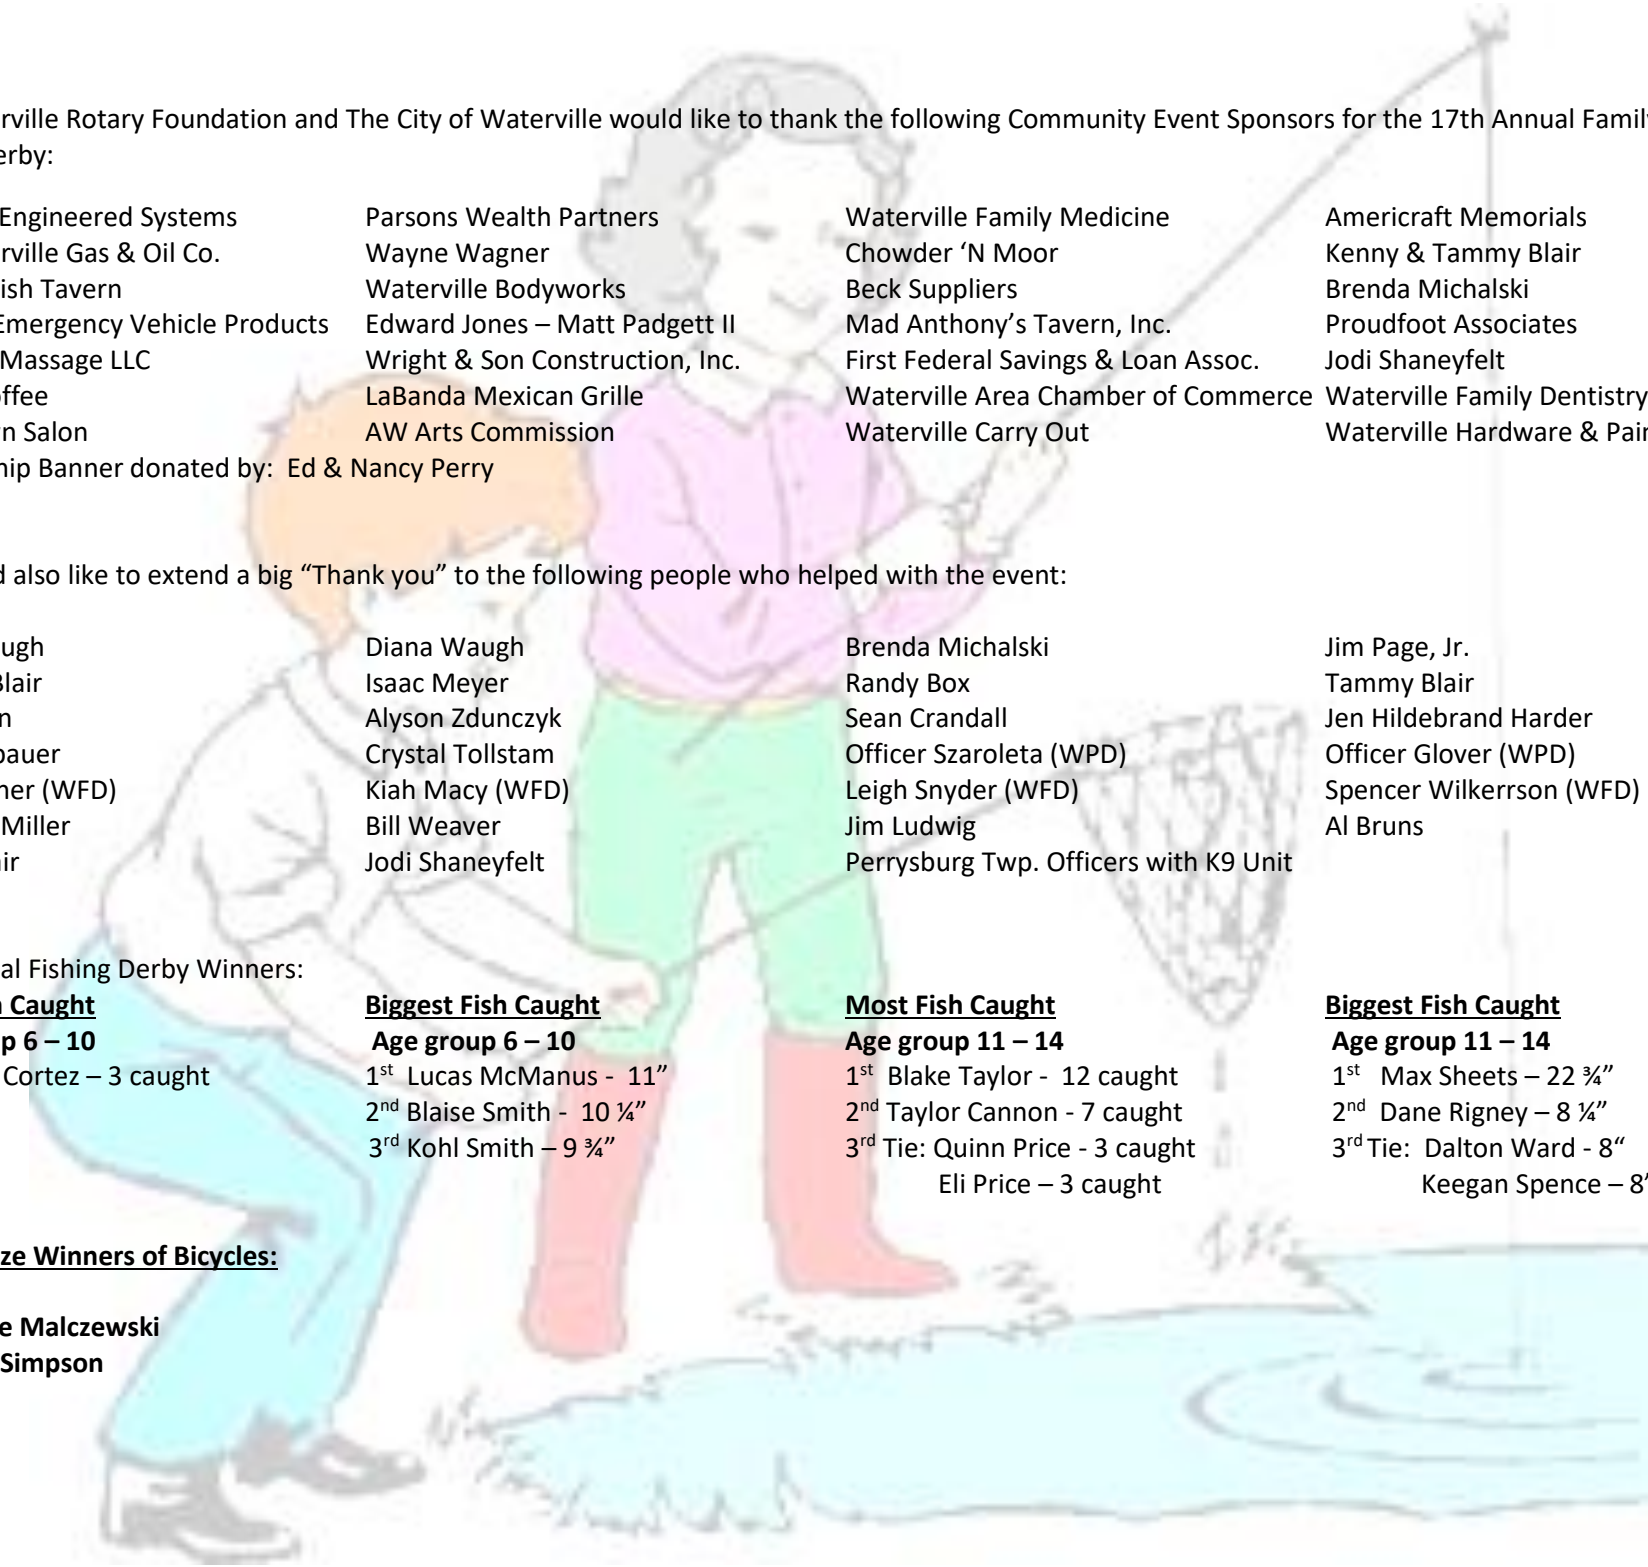 rville Rotary Foundation and The City of Waterville would like to thank the following Community Event Sponsors for the 17th Annual Famil
erby:
Engineered Systems Parsons Wealth Partners Waterville Family Medicine Americraft Memorials
rville Gas & Oil Co. Wayne Wagner Chowder ‘N Moor Kenny & Tammy Blair
ish Tavern Waterville Bodyworks Beck Suppliers Brenda Michalski
Emergency Vehicle Products Edward Jones – Matt Padgett II Mad Anthony’s Tavern, Inc. Proudfoot Associates
Massage LLC Wright & Son Construction, Inc. First Federal Savings & Loan Assoc. Jodi Shaneyfelt
ffee LaBanda Mexican Grille Waterville Area Chamber of Commerce Waterville Family Dentistry
n Salon AW Arts Commission Waterville Carry Out Waterville Hardware & Pain
hip Banner donated by: Ed & Nancy Perry
d also like to extend a big “Thank you” to the following people who helped with the event:
ugh Diana Waugh Brenda Michalski Jim Page, Jr.
Blair Isaac Meyer Randy Box Tammy Blair
n Alyson Zdunczyk Sean Crandall Jen Hildebrand Harder
bauer Crystal Tollstam Officer Szaroleta (WPD) Officer Glover (WPD)
ner (WFD) Kiah Macy (WFD) Leigh Snyder (WFD) Spencer Wilkerrson (WFD)
Miller Bill Weaver Jim Ludwig Al Bruns
air Jodi Shaneyfelt Perrysburg Twp. Officers with K9 Unit
al Fishing Derby Winners:
h Caught Biggest Fish Caught Most Fish Caught Biggest Fish Caught
p 6 – 10 Age group 6 – 10 Age group 11 – 14 Age group 11 – 14
Cortez – 3 caught 1st Lucas McManus - 11” 1st Blake Taylor - 12 caught 1st Max Sheets – 22 ¾”
2nd Blaise Smith - 10 ¼” 2nd Taylor Cannon - 7 caught 2nd Dane Rigney – 8 ¼”
3rd Kohl Smith – 9 ¾” 3rd Tie: Quinn Price - 3 caught 3rd Tie: Dalton Ward - 8“
Eli Price – 3 caught Keegan Spence – 8”
ze Winners of Bicycles:
e Malczewski
Simpson